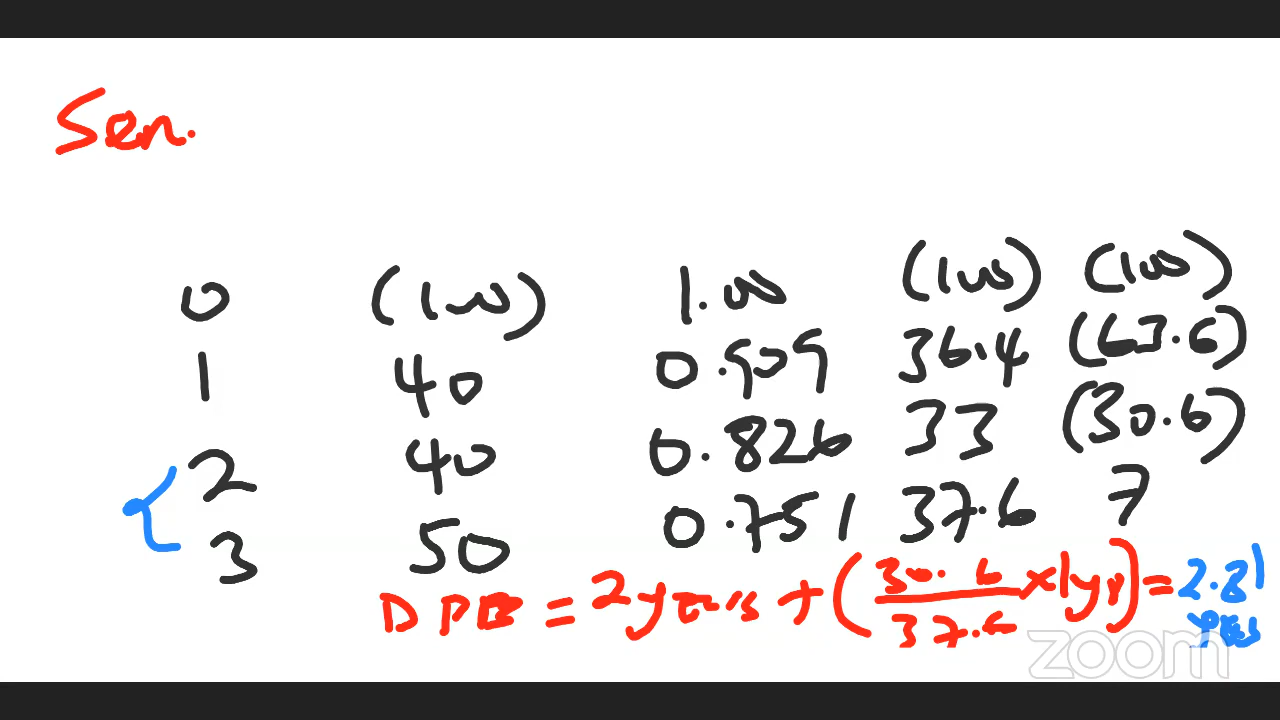 Sen.
0 (100) 1.00 (100) (100)
1 40 0.909 36.4 (63.6)
2 40 0.826 33 (30.6)
3 50 0.751 37.6 7
DPB = 2 years + (30.6/37.6 x 1yr) = 2.81
yrs
zoom